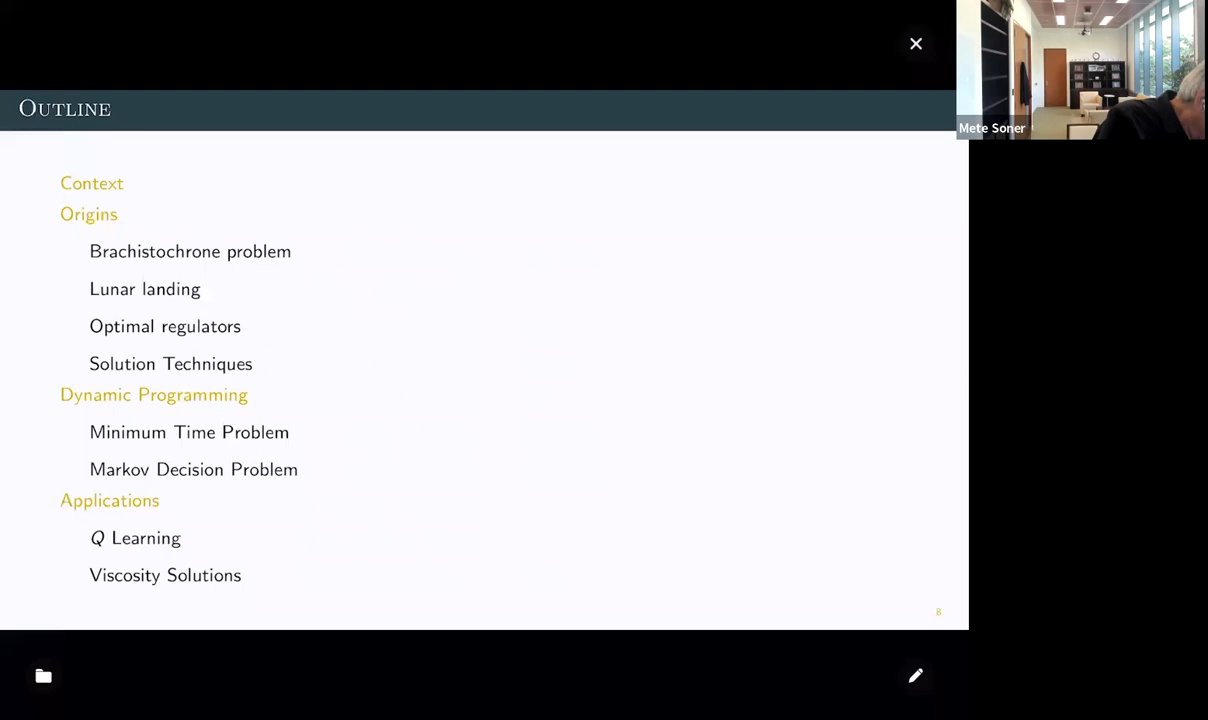 OUTLINE
Mete Soner
Context
Origins
Brachistochrone problem
Lunar landing
Optimal regulators
Solution Techniques
Dynamic Programming
Minimum Time Problem
Markov Decision Problem
Applications
Q Learning
Viscosity Solutions
8